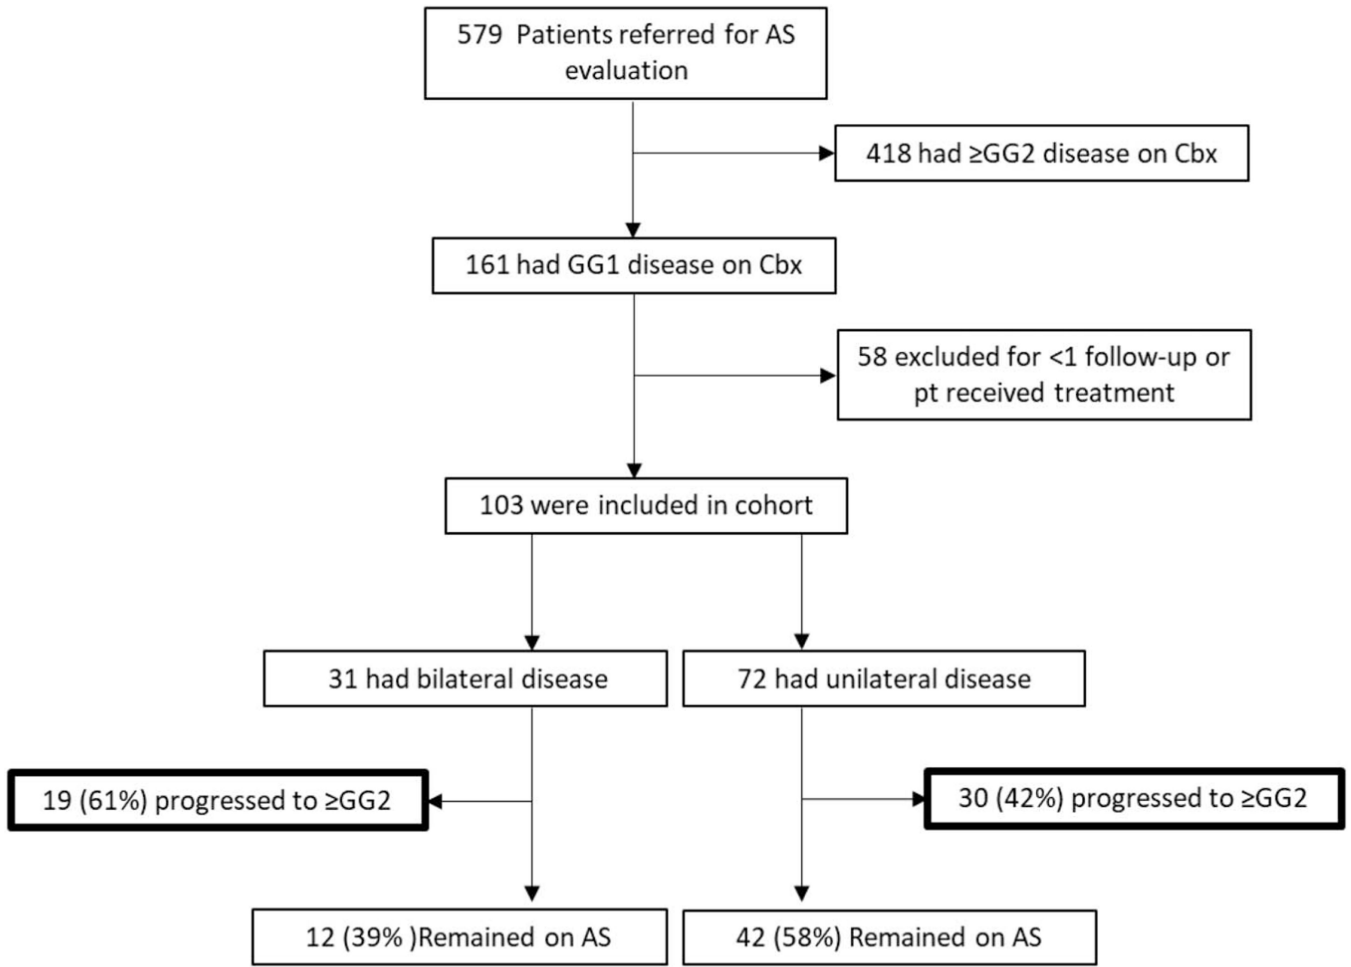 579 Patients referred for AS
evaluation
418 had ≥GG2 disease on Cbx
161 had GG1 disease on Cbx
58 excluded for <1 follow-up or
pt received treatment
103 were included in cohort
31 had bilateral disease
72 had unilateral disease
19 (61%) progressed to ≥GG2
30 (42%) progressed to ≥GG2
12 (39% )Remained on AS
42 (58%) Remained on AS